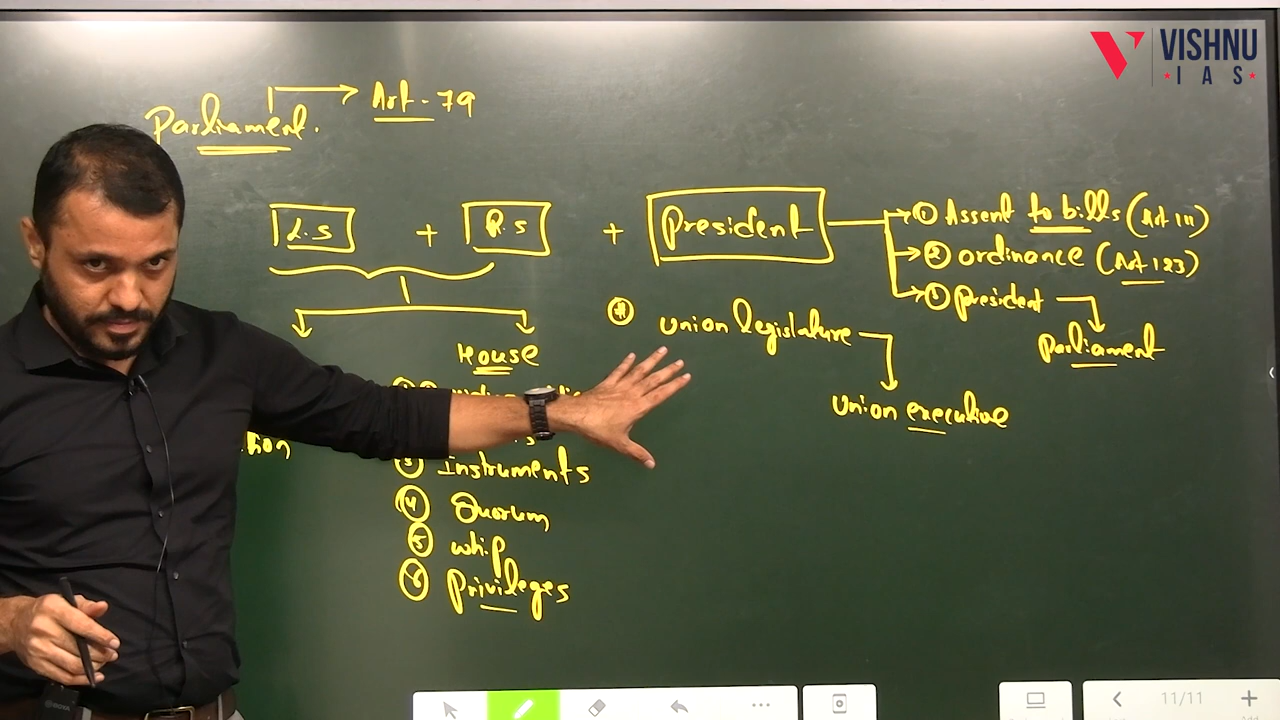 VISHNU
IAS
Parliament.
Art - 79
L.S + R.S + president
① Assent to bills (Art 111)
② ordinance (Art 123)
③ president
parliament
union legislature
union executive
House
③ Instruments
④ Quorum
⑤ whip
⑥ privileges
11/11